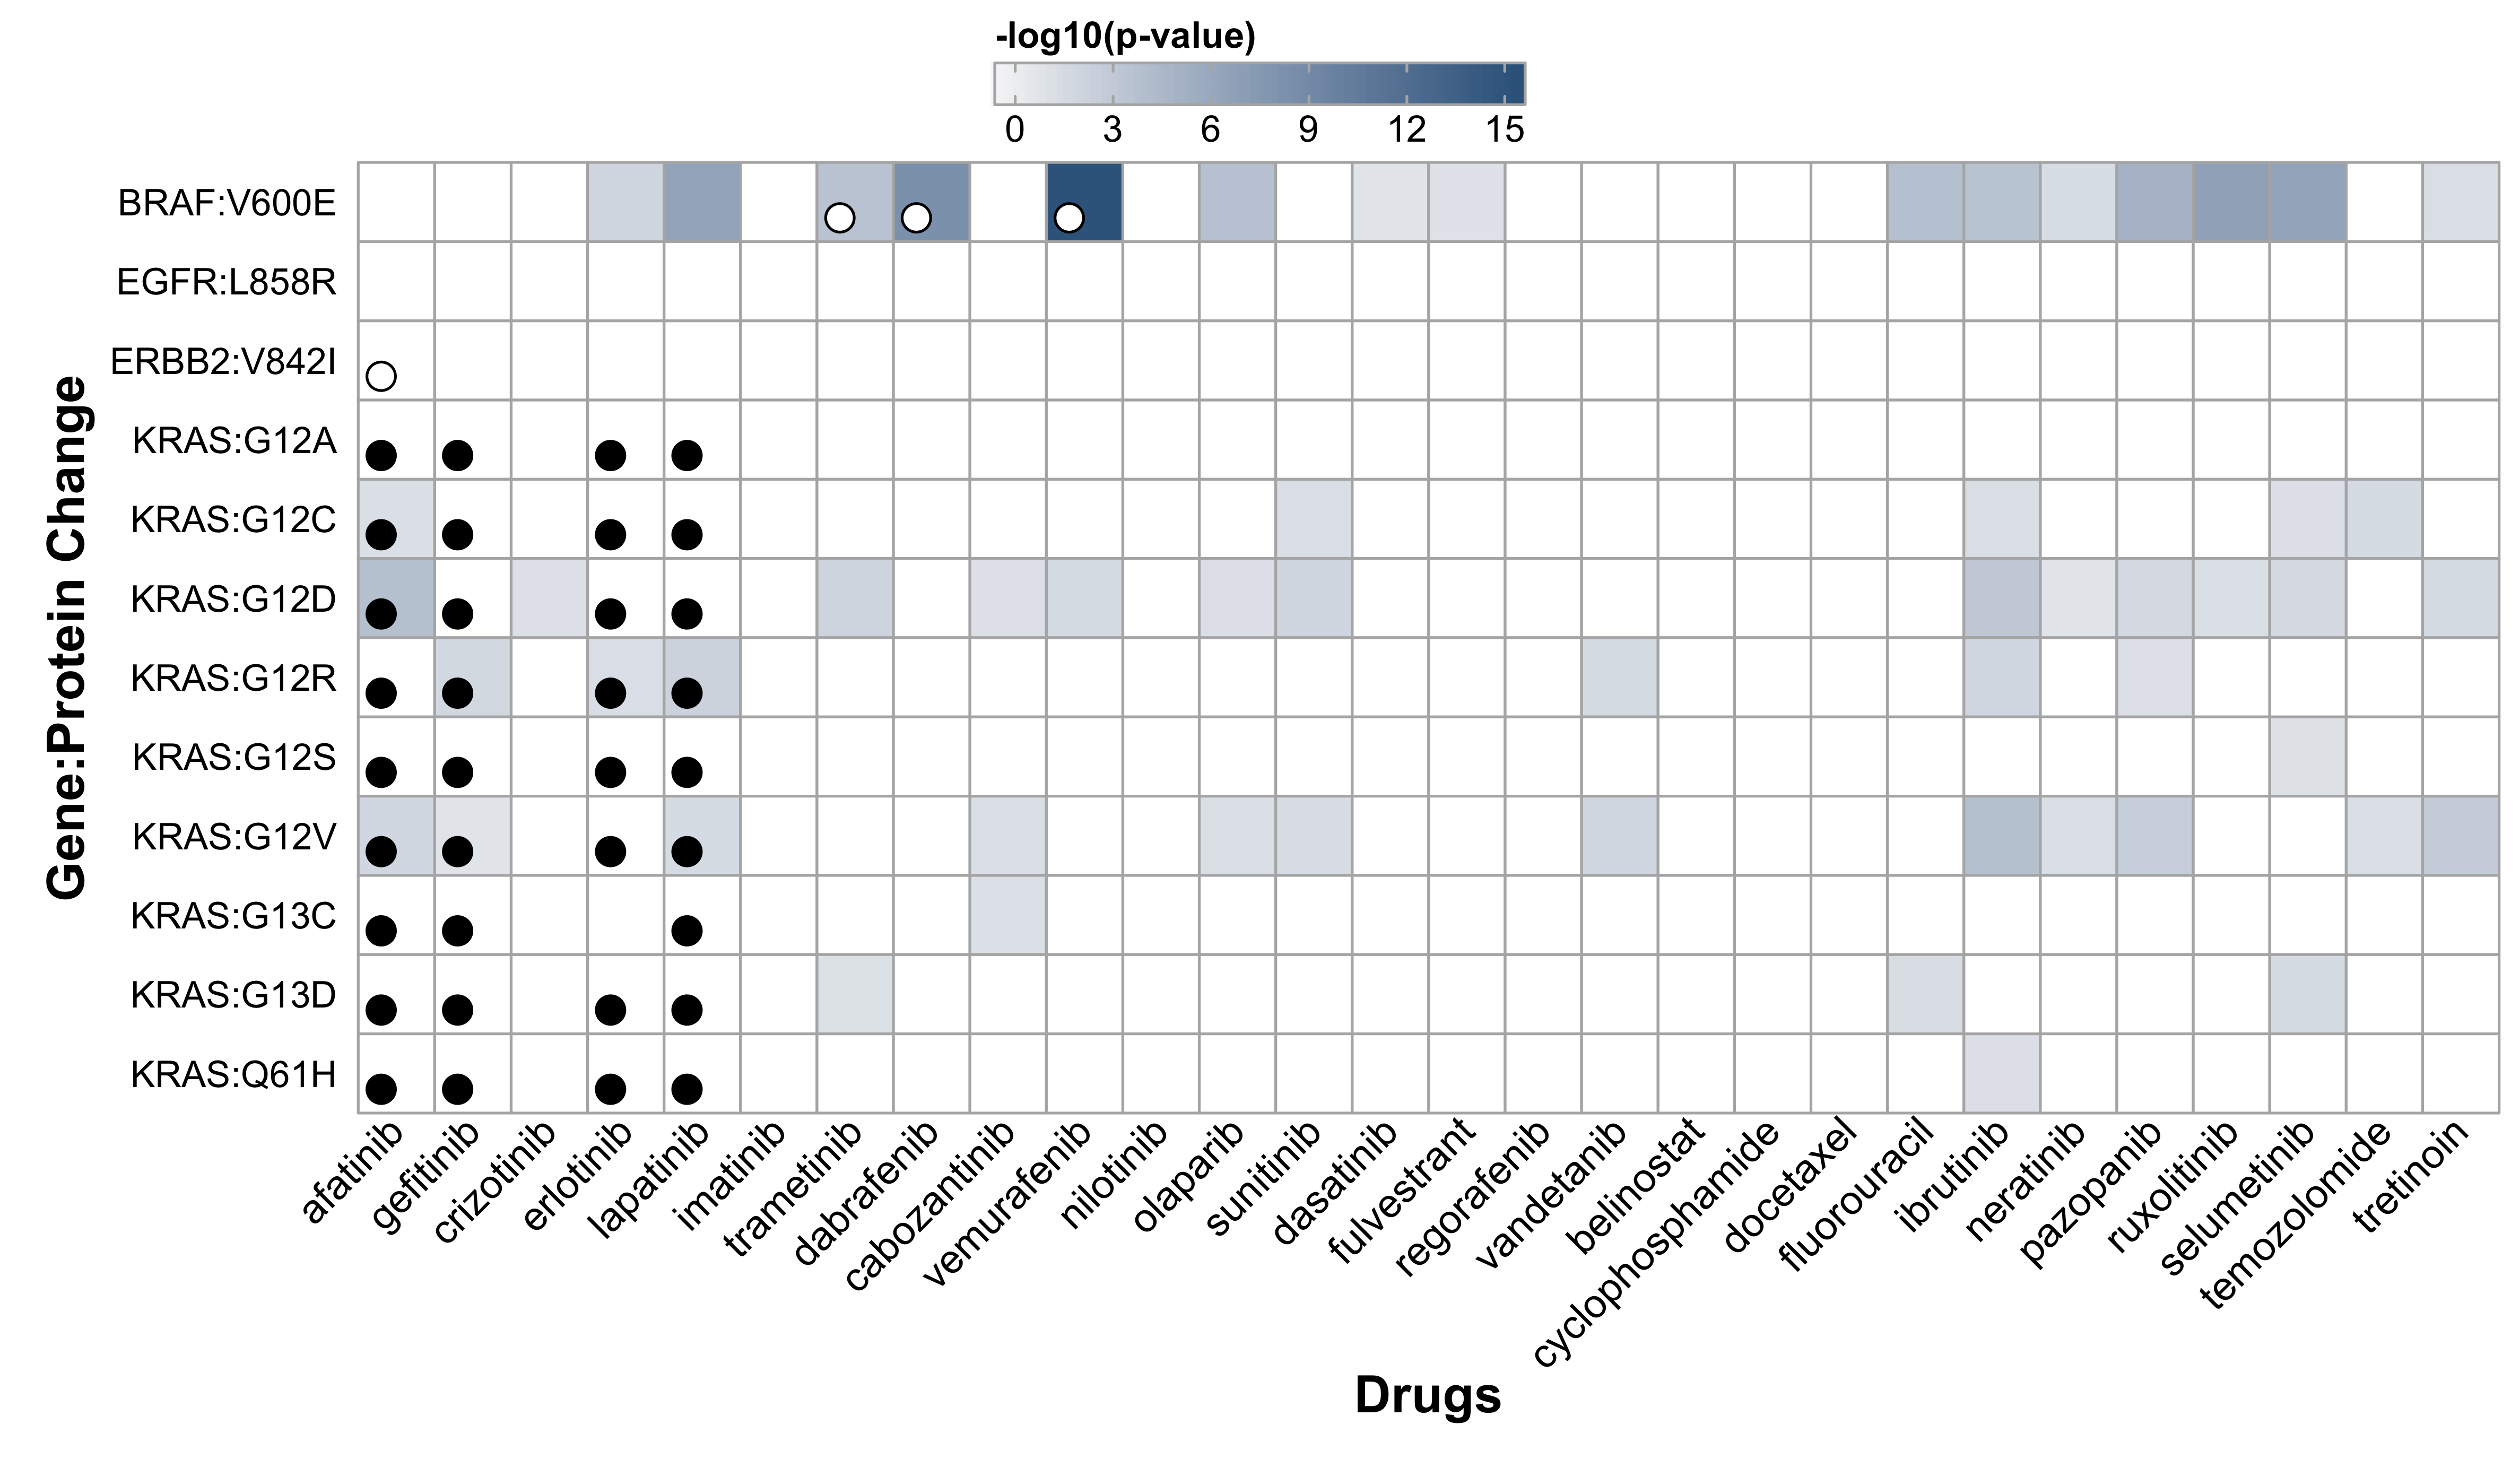 -log10(p-value)
0 3 6 9 12 15
Gene::Protein Change
BRAF:V600E
EGFR:L858R
ERBB2:V842I
KRAS:G12A
KRAS:G12C
KRAS:G12D
KRAS:G12R
KRAS:G12S
KRAS:G12V
KRAS:G13C
KRAS:G13D
KRAS:Q61H
afatinib
gefitinib
crizotinib
erlotinib
lapatinib
imatinib
trametinib
dabrafenib
cabozantinib
vemurafenib
nilotinib
olaparib
sunitinib
dasatinib
fulvestrant
regorafenib
vandetanib
belinostat
cyclophosphamide
docetaxel
fluorouracil
ibrutinib
neratinib
pazopanib
ruxolitinib
selumetinib
temozolomide
tretinoin
Drugs